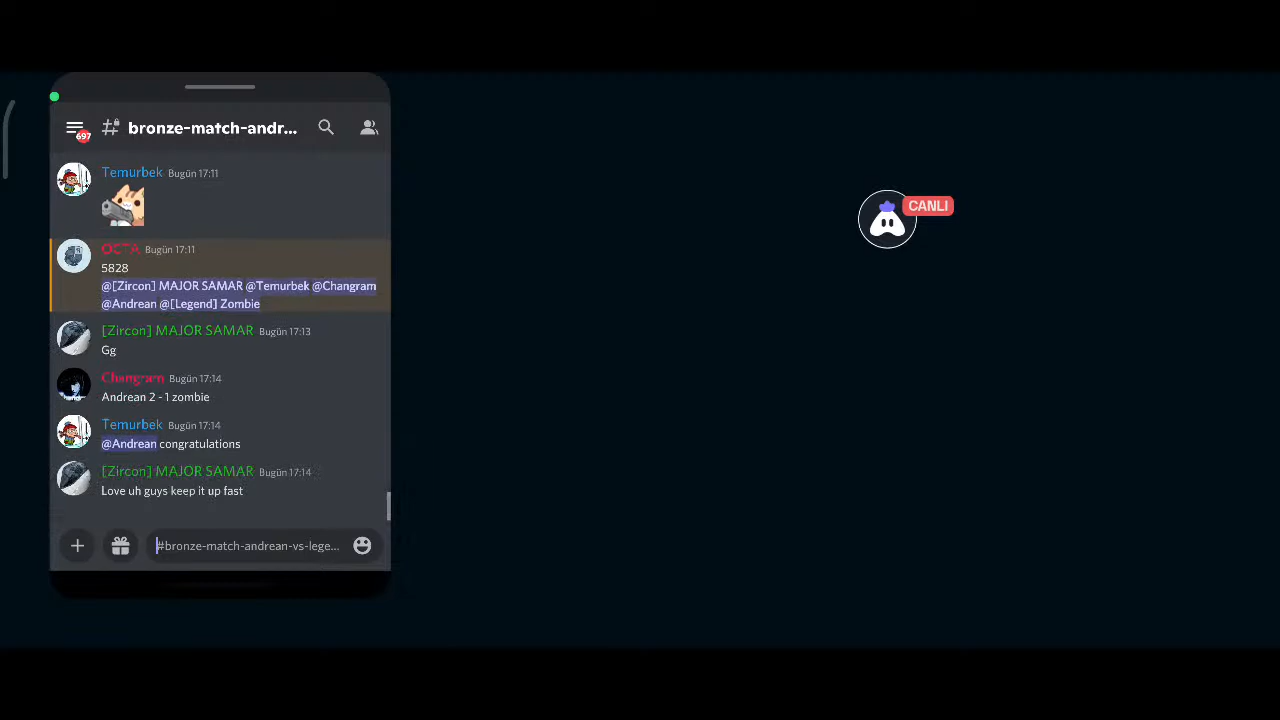 697
bronze-match-andr...
Temurbek Bugün 17:11
OCTA Bugün 17:11
5828
@[Zircon] MAJOR SAMAR @Temurbek @Changram
@Andrean @[Legend] Zombie
[Zircon] MAJOR SAMAR Bugün 17:13
Gg
Changram Bugün 17:14
Andrean 2 - 1 zombie
Temurbek Bugün 17:14
@Andrean congratulations
[Zircon] MAJOR SAMAR Bugün 17:14
Love uh guys keep it up fast
#bronze-match-andrean-vs-lege...
CANLI